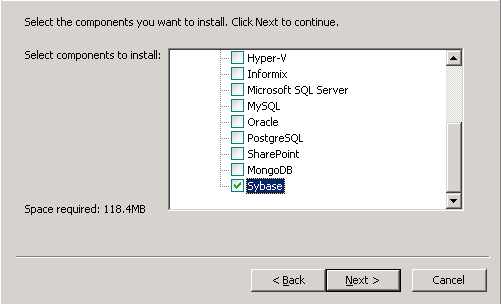 Select the components you want to install. Click Next to continue.
Select components to install:
Hyper-V
Informix
Microsoft SQL Server
MySQL
Oracle
PostgreSQL
SharePoint
MongoDB
Sybase
Space required: 118.4MB
< Back
Next >
Cancel